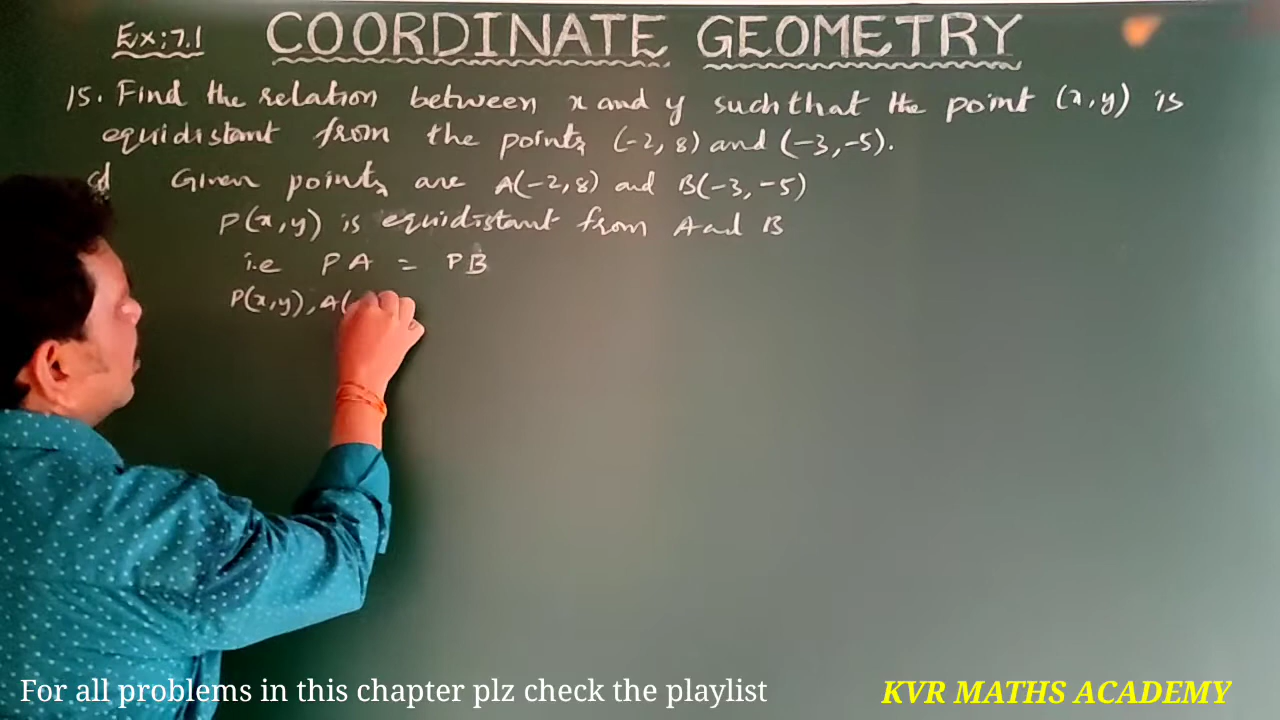 Ex:7.1 COORDINATE GEOMETRY
15. Find the relation between x and y such that the point (x,y) is
equidistant from the points (-2,8) and (-3,-5).
Given points are A(-2,8) and B(-3,-5)
P(x,y) is equidistant from A and B
i.e PA = PB
P(x,y), A(
For all problems in this chapter plz check the playlist
KVR MATHS ACADEMY